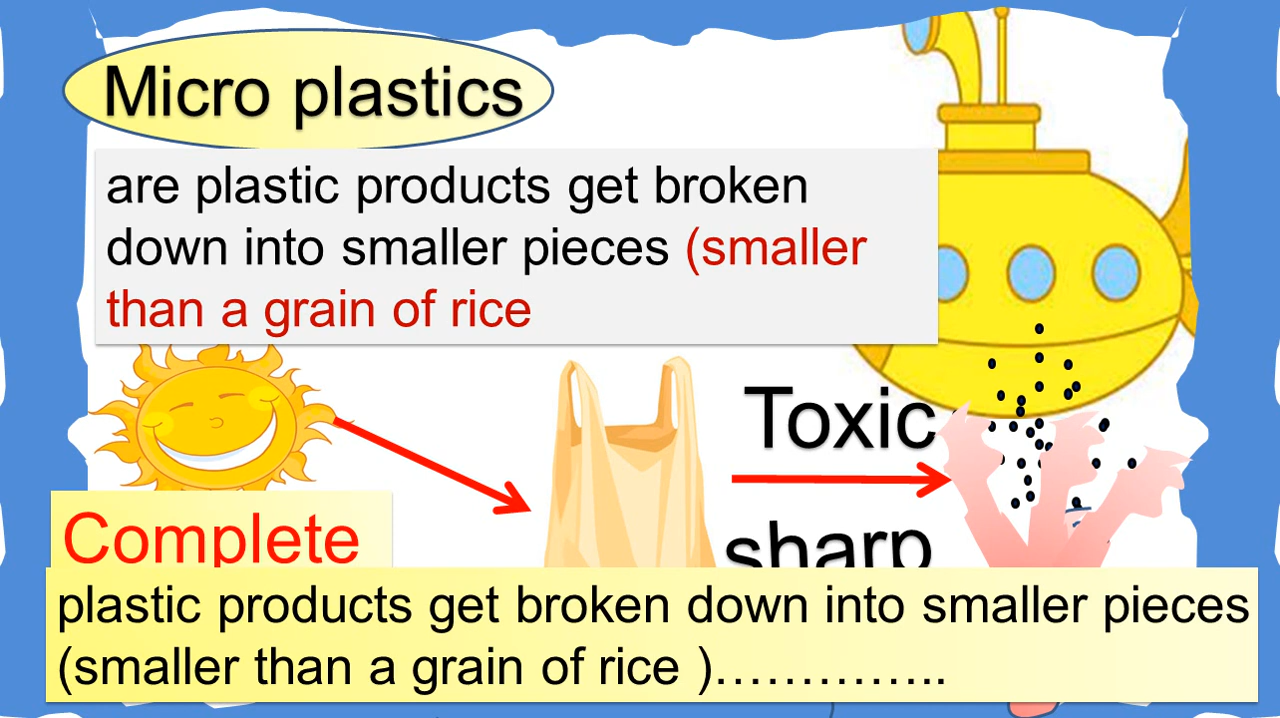 Micro plastics
are plastic products get broken
down into smaller pieces (smaller
than a grain of rice
Toxic
sharp
Complete
plastic products get broken down into smaller pieces
(smaller than a grain of rice )…………..